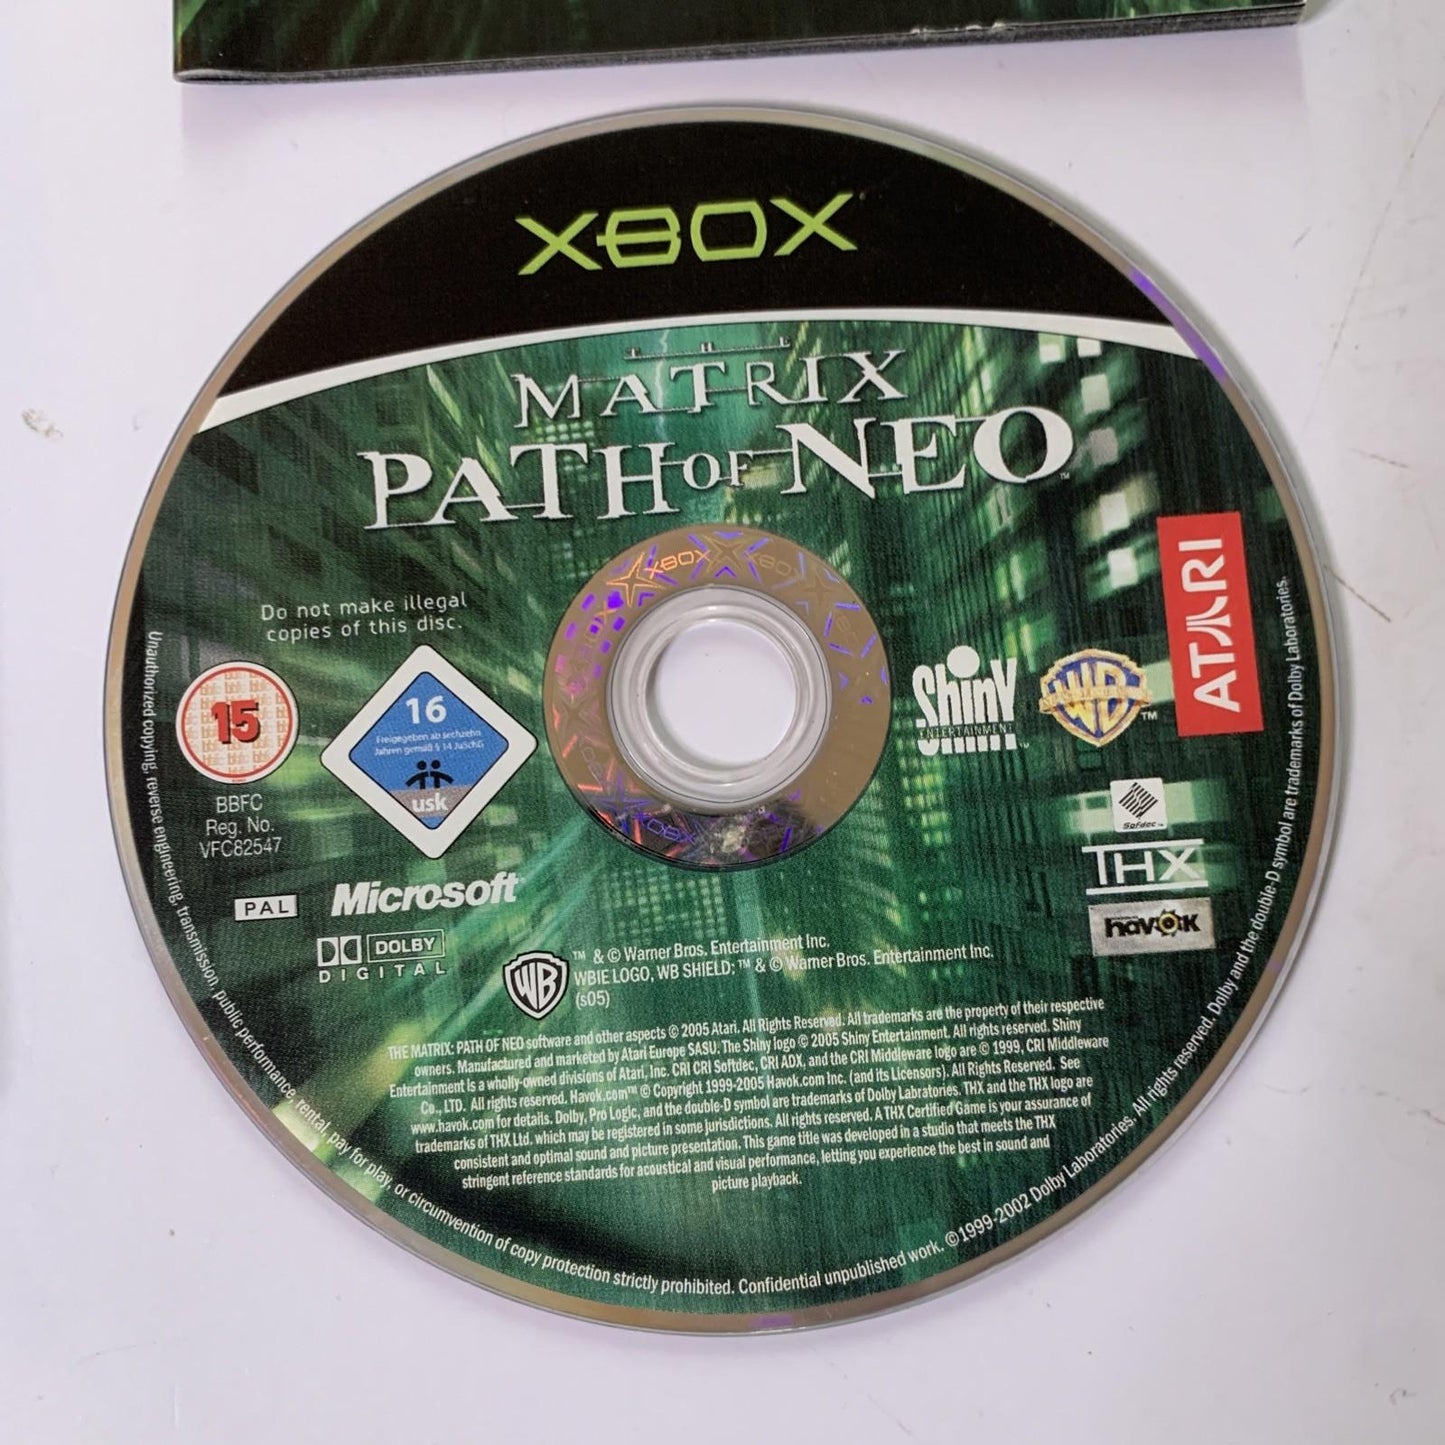 XBOX
THE
MATRIX
PATH OF NEO™
Do not make illegal
copies of this disc.
15
BBFC
Reg. No.
VFC82547
16
Freigegeben ab sechzehn
Jahren gemäß § 14 JuSchG
usk
PAL
Microsoft
DOLBY
DIGITAL
XBOX
XBOX
XBOX
Shiny
ENTERTAINMENT™
WB™
ATARI
Sofdec™
THX
havok
WB
™ & © Warner Bros. Entertainment Inc.
WBIE LOGO, WB SHIELD: ™ & © Warner Bros. Entertainment Inc.
(s05)
THE MATRIX: PATH OF NEO software and other aspects © 2005 Atari. All Rights Reserved. All trademarks are the property of their respective
owners. Manufactured and marketed by Atari Europe SASU. The Shiny logo © 2005 Shiny Entertainment. All rights reserved. Shiny
Entertainment is a wholly-owned divisions of Atari, Inc. CRI CRI Softdec, CRI ADX, and the CRI Middleware logo are © 1999, CRI Middleware
Co., LTD. All rights reserved. Havok.com™ © Copyright 1999-2005 Havok.com Inc. (and its Licensors). All Rights Reserved. See
www.havok.com for details. Dolby, Pro Logic, and the double-D symbol are trademarks of Dolby Labratories. THX and the THX logo are
trademarks of THX Ltd. which may be registered in some jurisdictions. All rights reserved. A THX Certified Game is your assurance of
consistent and optimal sound and picture presentation. This game title was developed in a studio that meets the THX
stringent reference standards for acoustical and visual performance, letting you experience the best in sound and
picture playback.
Unauthorized copying, reverse engineering, transmission, public performance, rental, pay for play, or circumvention of copy protection strictly prohibited. Confidential unpublished work. ©1999-2002 Dolby Laboratories. All rights reserved. Dolby and the double-D symbol are trademarks of Dolby Laboratories.